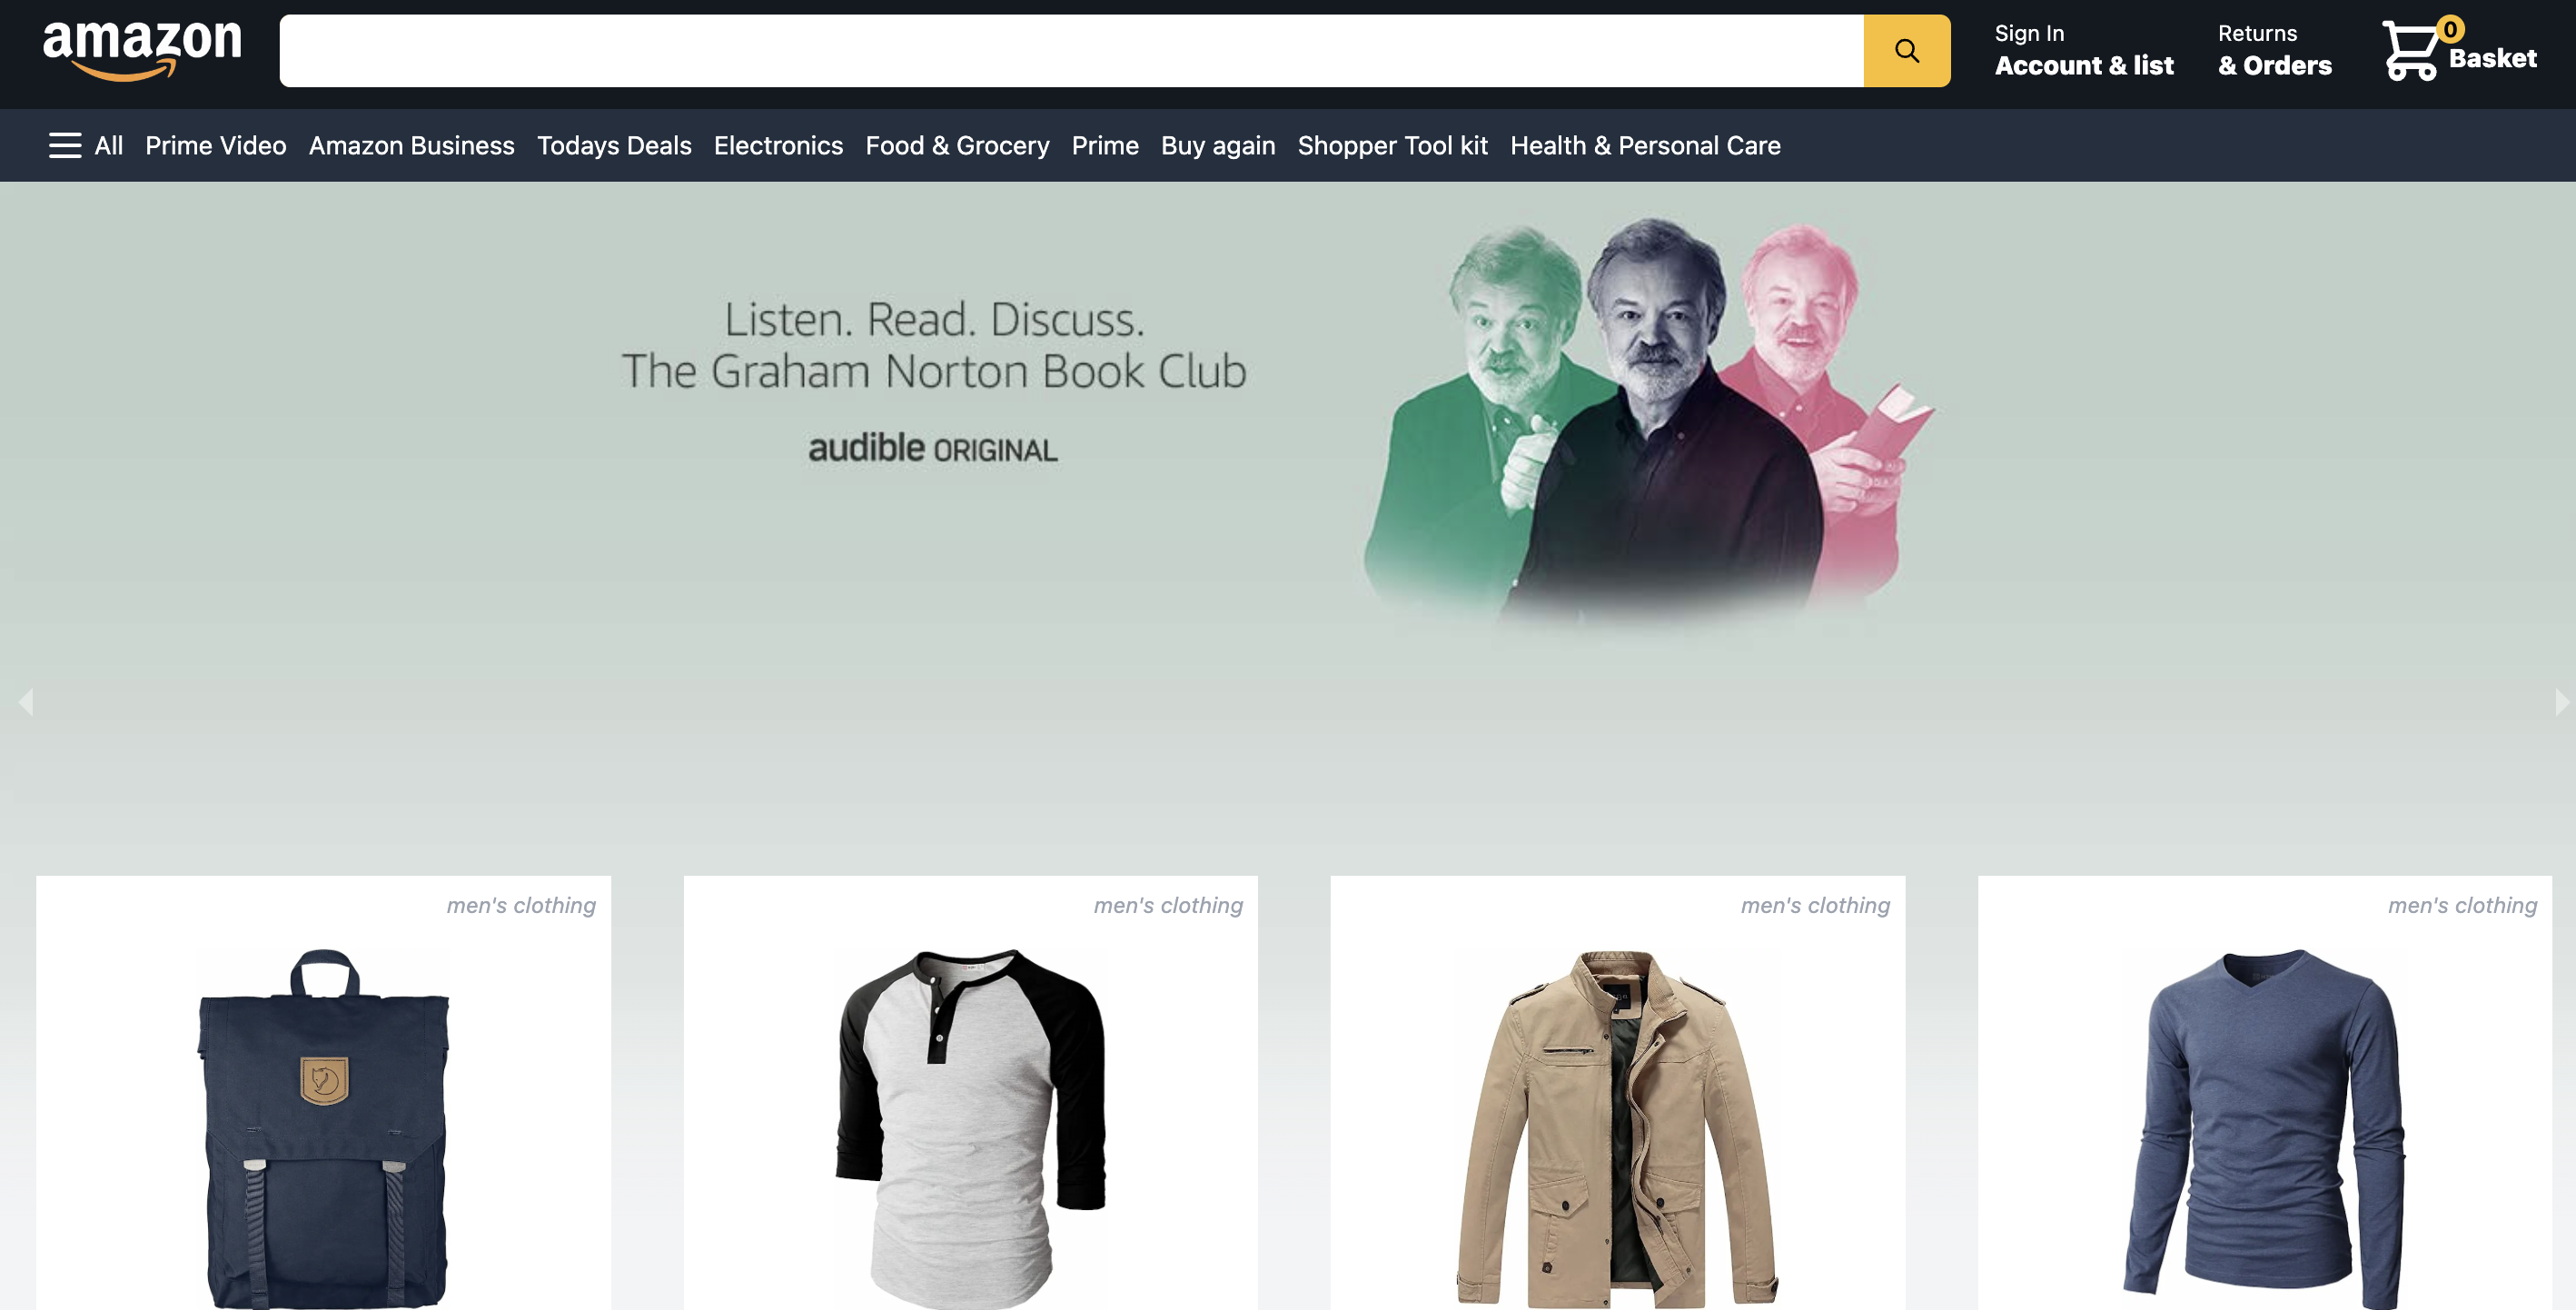 amazon
Sign In
Account & list
Returns
& Orders
0
Basket
All Prime Video Amazon Business Todays Deals Electronics Food & Grocery Prime Buy again Shopper Tool kit Health & Personal Care
Listen. Read. Discuss.
The Graham Norton Book Club
audible ORIGINAL
men's clothing
men's clothing
men's clothing
men's clothing